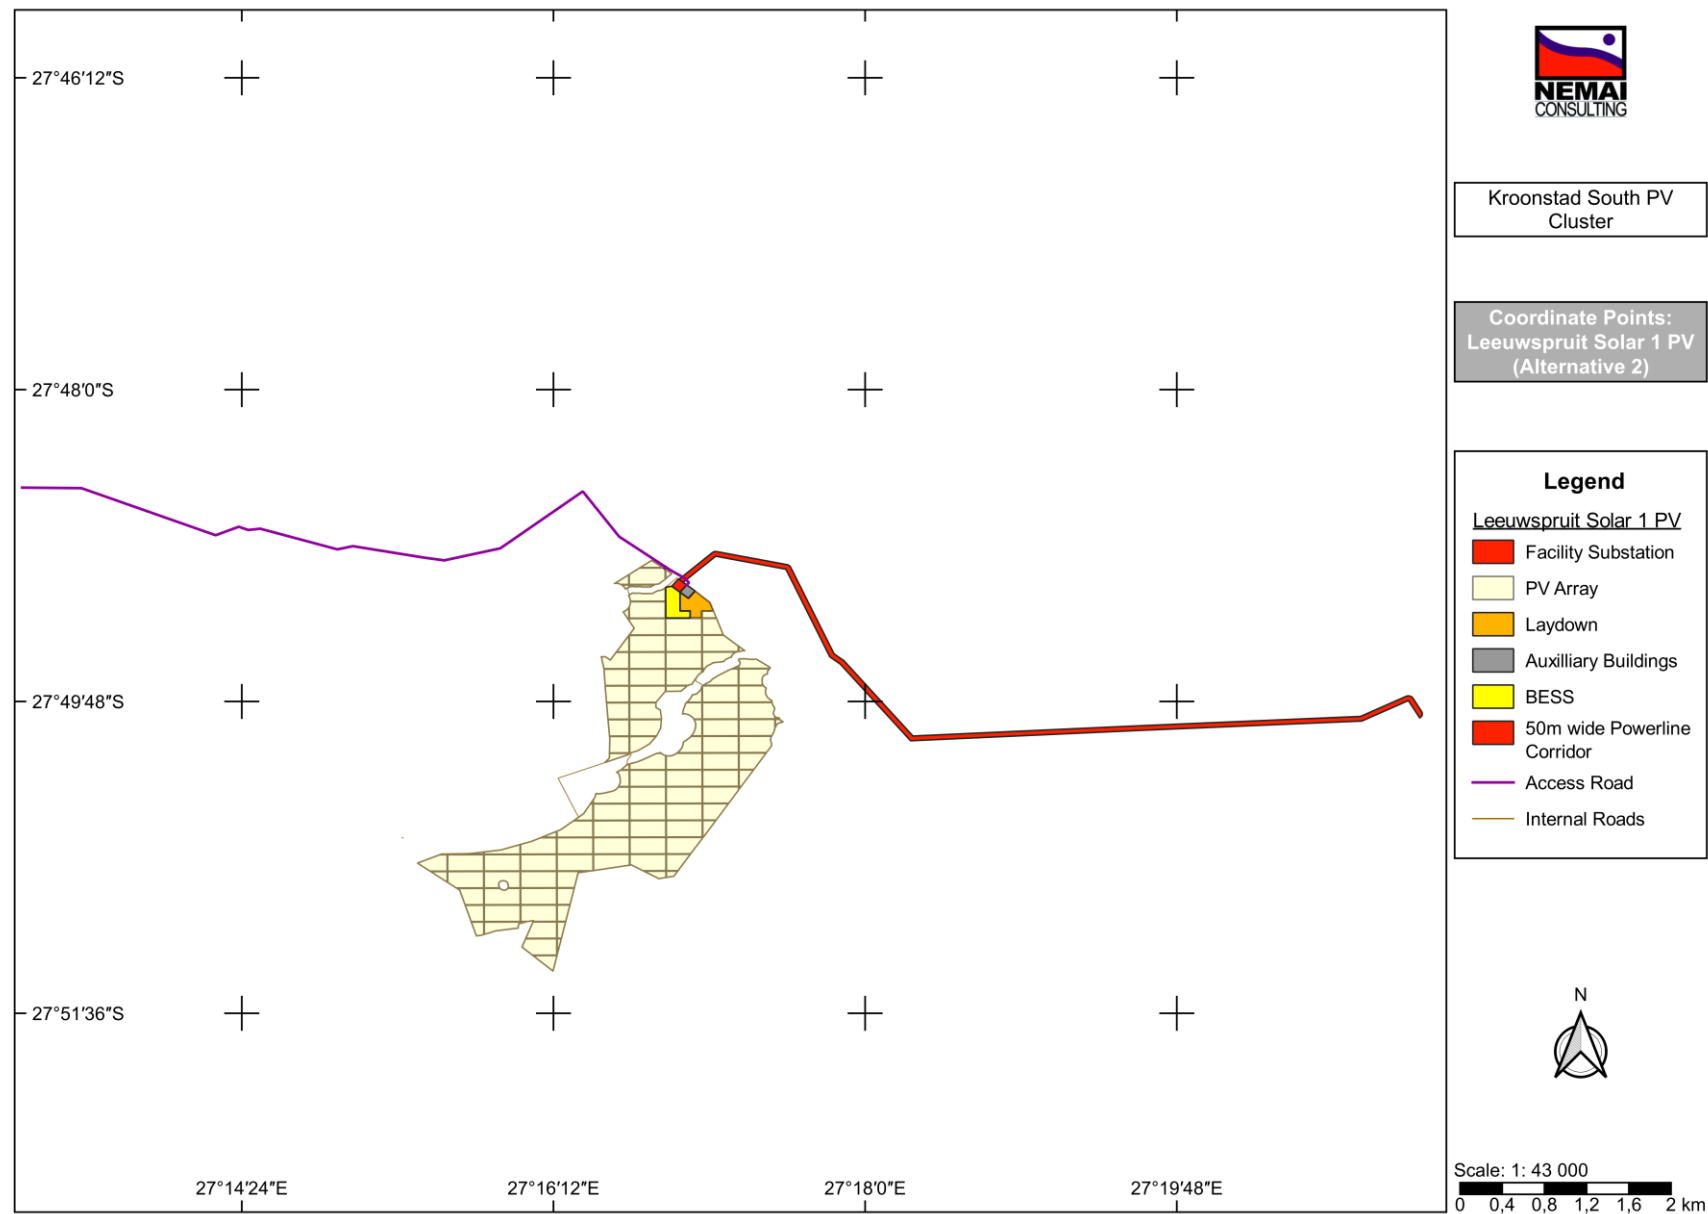 27°46'12"S
27°48'0"S
27°49'48"S
27°51'36"S
27°14'24"E
27°16'12"E
27°18'0"E
27°19'48"E
NEMAI
CONSULTING
Kroonstad South PV
Cluster
Coordinate Points:
Leeuwspruit Solar 1 PV
(Alternative 2)
Legend
Leeuwspruit Solar 1 PV
Facility Substation
PV Array
Laydown
Auxilliary Buildings
BESS
50m wide Powerline
Corridor
Access Road
Internal Roads
N
Scale: 1: 43 000
0 0,4 0,8 1,2 1,6 2 km